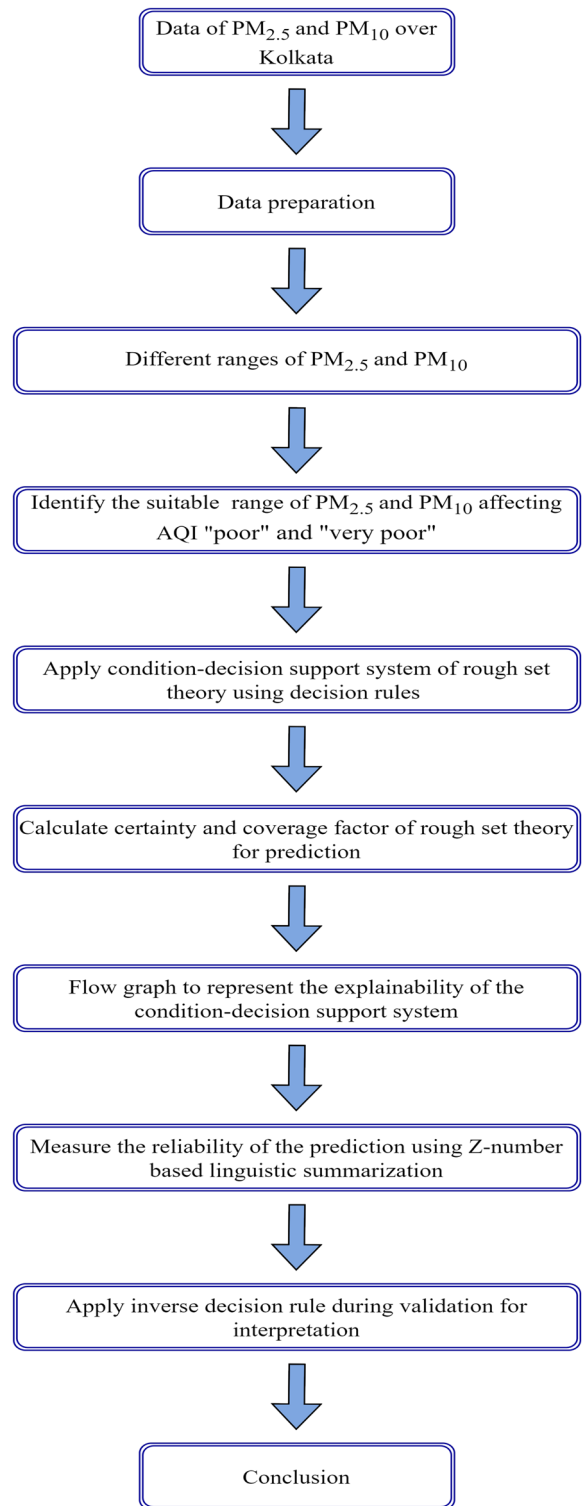 Data of PM2.5 and PM10 over
Kolkata
Data preparation
Different ranges of PM2.5 and PM10
Identify the suitable range of PM2.5 and PM10 affecting
AQI "poor" and "very poor"
Apply condition-decision support system of rough set
theory using decision rules
Calculate certainty and coverage factor of rough set theory
for prediction
Flow graph to represent the explainability of the
condition-decision support system
Measure the reliability of the prediction using Z-number
based linguistic summarization
Apply inverse decision rule during validation for
interpretation
Conclusion